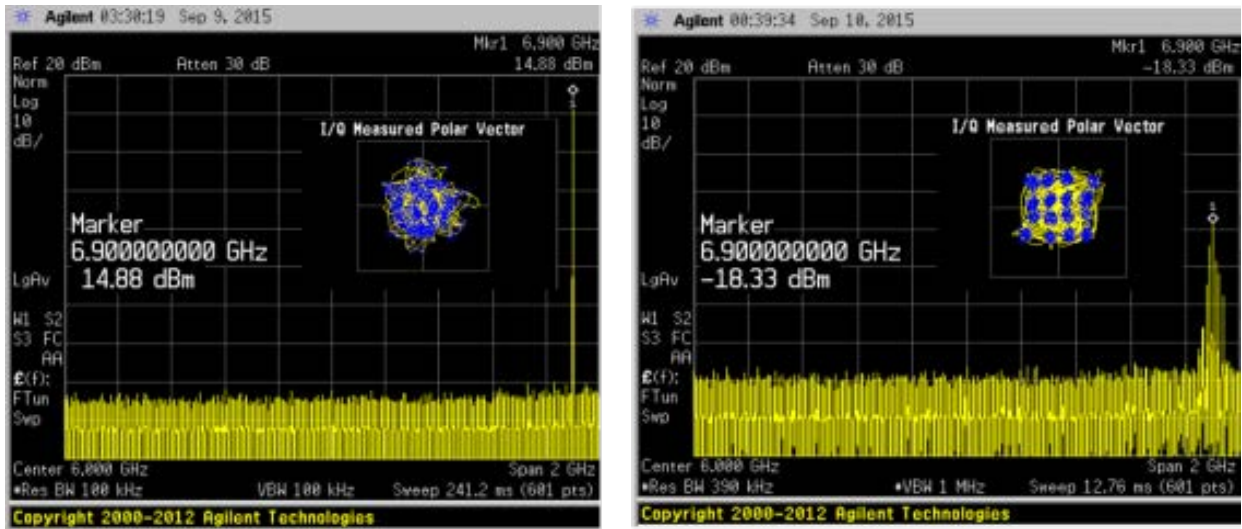 Agilent 03:30:19 Sep 9, 2015
Mkr1 6.900 GHz
Ref 20 dBm Atten 30 dB 14.88 dBm
Norm
Log
10
dB/
I/Q Measured Polar Vector
1
Marker
6.900000000 GHz
14.88 dBm
LgAv
W1 S2
S3 FC
AA
£(f):
FTun
Swp
Center 6.000 GHz Span 2 GHz
*Res BW 100 kHz VBW 100 kHz Sweep 241.2 ms (601 pts)
Copyright 2000-2012 Agilent Technologies
Agilent 00:39:34 Sep 10, 2015
Mkr1 6.900 GHz
Ref 20 dBm Atten 30 dB -18.33 dBm
Norm
Log
10
dB/
I/Q Measured Polar Vector
1
Marker
6.900000000 GHz
-18.33 dBm
LgAv
W1 S2
S3 FC
AA
£(f):
FTun
Swp
Center 6.000 GHz Span 2 GHz
*Res BW 390 kHz *VBW 1 MHz Sweep 12.76 ms (601 pts)
Copyright 2000-2012 Agilent Technologies